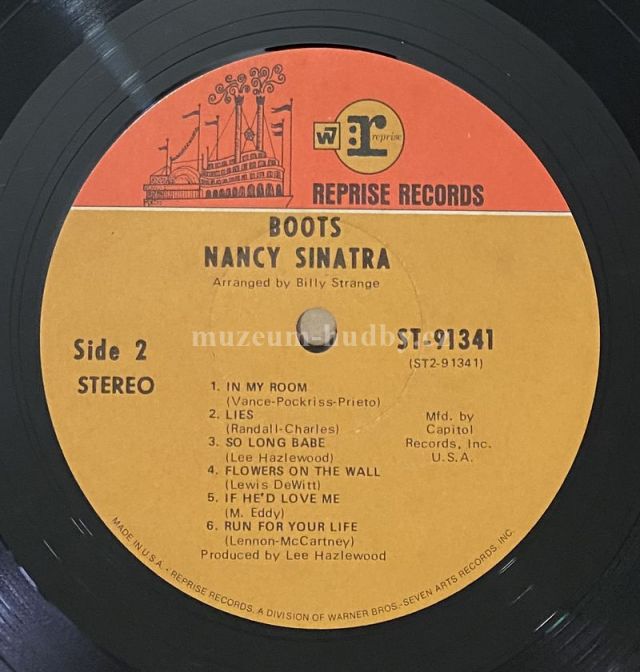 W7 r reprise
REPRISE RECORDS
BOOTS
NANCY SINATRA
Arranged by Billy Strange
muzeum-hudby.cz
Side 2
STEREO
ST-91341
(ST2-91341)
1. IN MY ROOM
(Vance-Pockriss-Prieto)
2. LIES
(Randall-Charles)
3. SO LONG BABE
(Lee Hazlewood)
4. FLOWERS ON THE WALL
(Lewis DeWitt)
5. IF HE'D LOVE ME
(M. Eddy)
6. RUN FOR YOUR LIFE
(Lennon-McCartney)
Produced by Lee Hazlewood
Mfd. by
Capitol
Records, Inc.
U.S.A.
MADE IN U.S.A. • REPRISE RECORDS, A DIVISION OF WARNER BROS.-SEVEN ARTS RECORDS, INC.